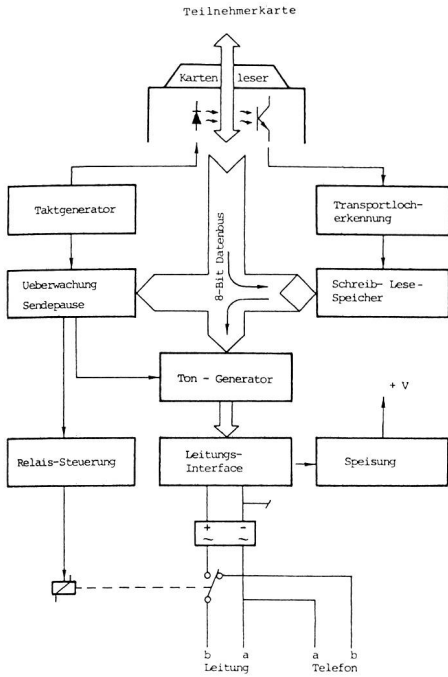 Teilnehmerkarte
Karten leser
Taktgenerator
Transportloch-
erkennung
8-Bit Datenbus
Ueberwachung
Sendepause
Schreib-Lese-
Speicher
Ton - Generator
+ V
Relais-Steuerung
Leitungs-
Interface
Speisung
+ -
~ ~
b a a b
Leitung Telefon